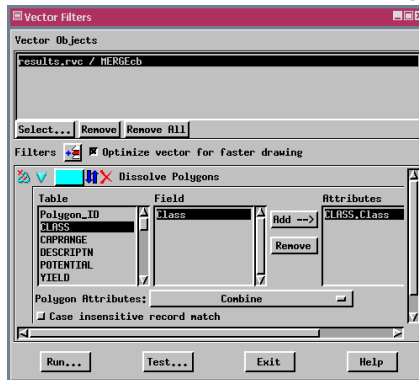 Vector Filters
Vector Objects
results.rvc / MERGEcb
Select... Remove Remove All
Filters Optimize vector for faster drawing
Dissolve Polygons
Table Field Attributes
Polygon_ID Class Add --> CLASS.Class
CLASS
CAPRANGE Remove
DESCRIPTN
POTENTIAL
YIELD
Polygon Attributes: Combine
Case insensitive record match
Run... Test... Exit Help